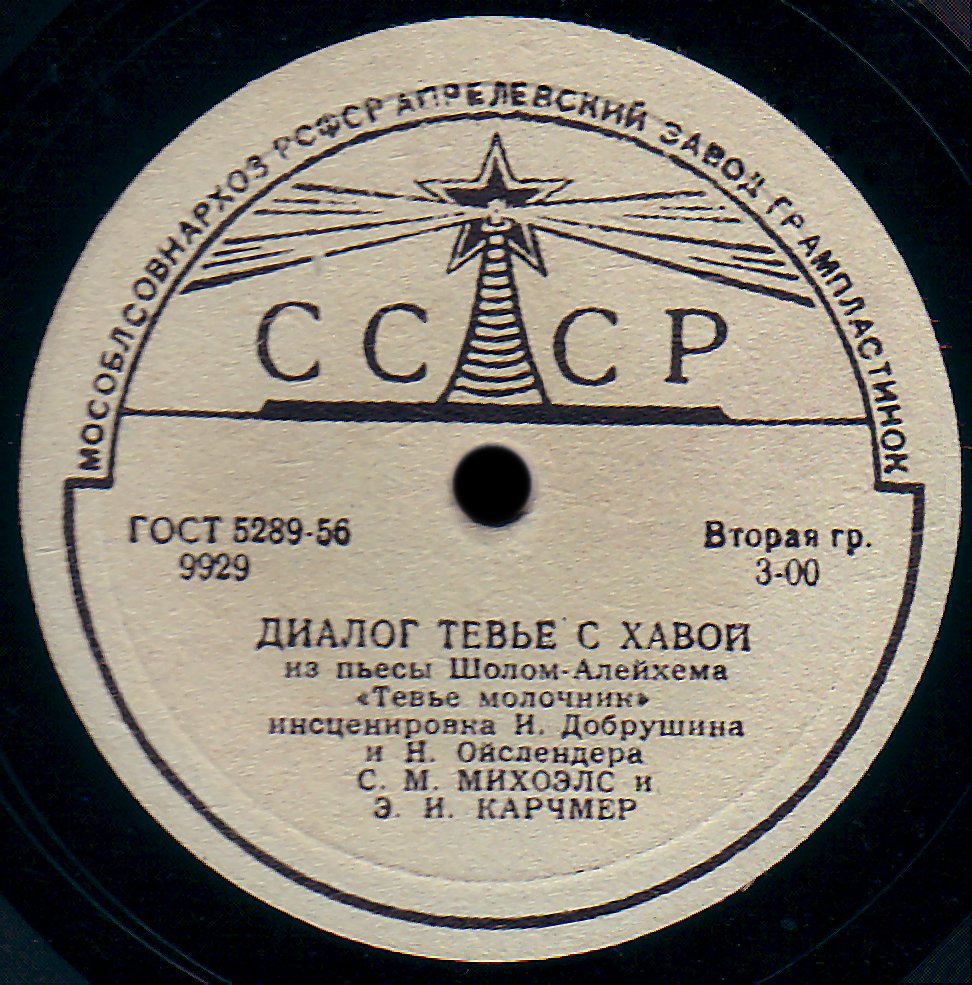 МОСОБЛСОВНАРХОЗ РСФСР АПРЕЛЕВСКИЙ ЗАВОД ГРАМПЛАСТИНОК
СССР
ГОСТ 5289-56
9929
Вторая гр.
3-00
ДИАЛОГ ТЕВЬЕ С ХАВОЙ
из пьесы Шолом-Алейхема
«Тевье молочник»
инсценировка И. Добрушина
и Н. Ойслендера
С. М. МИХОЭЛС и
Э. И. КАРЧМЕР